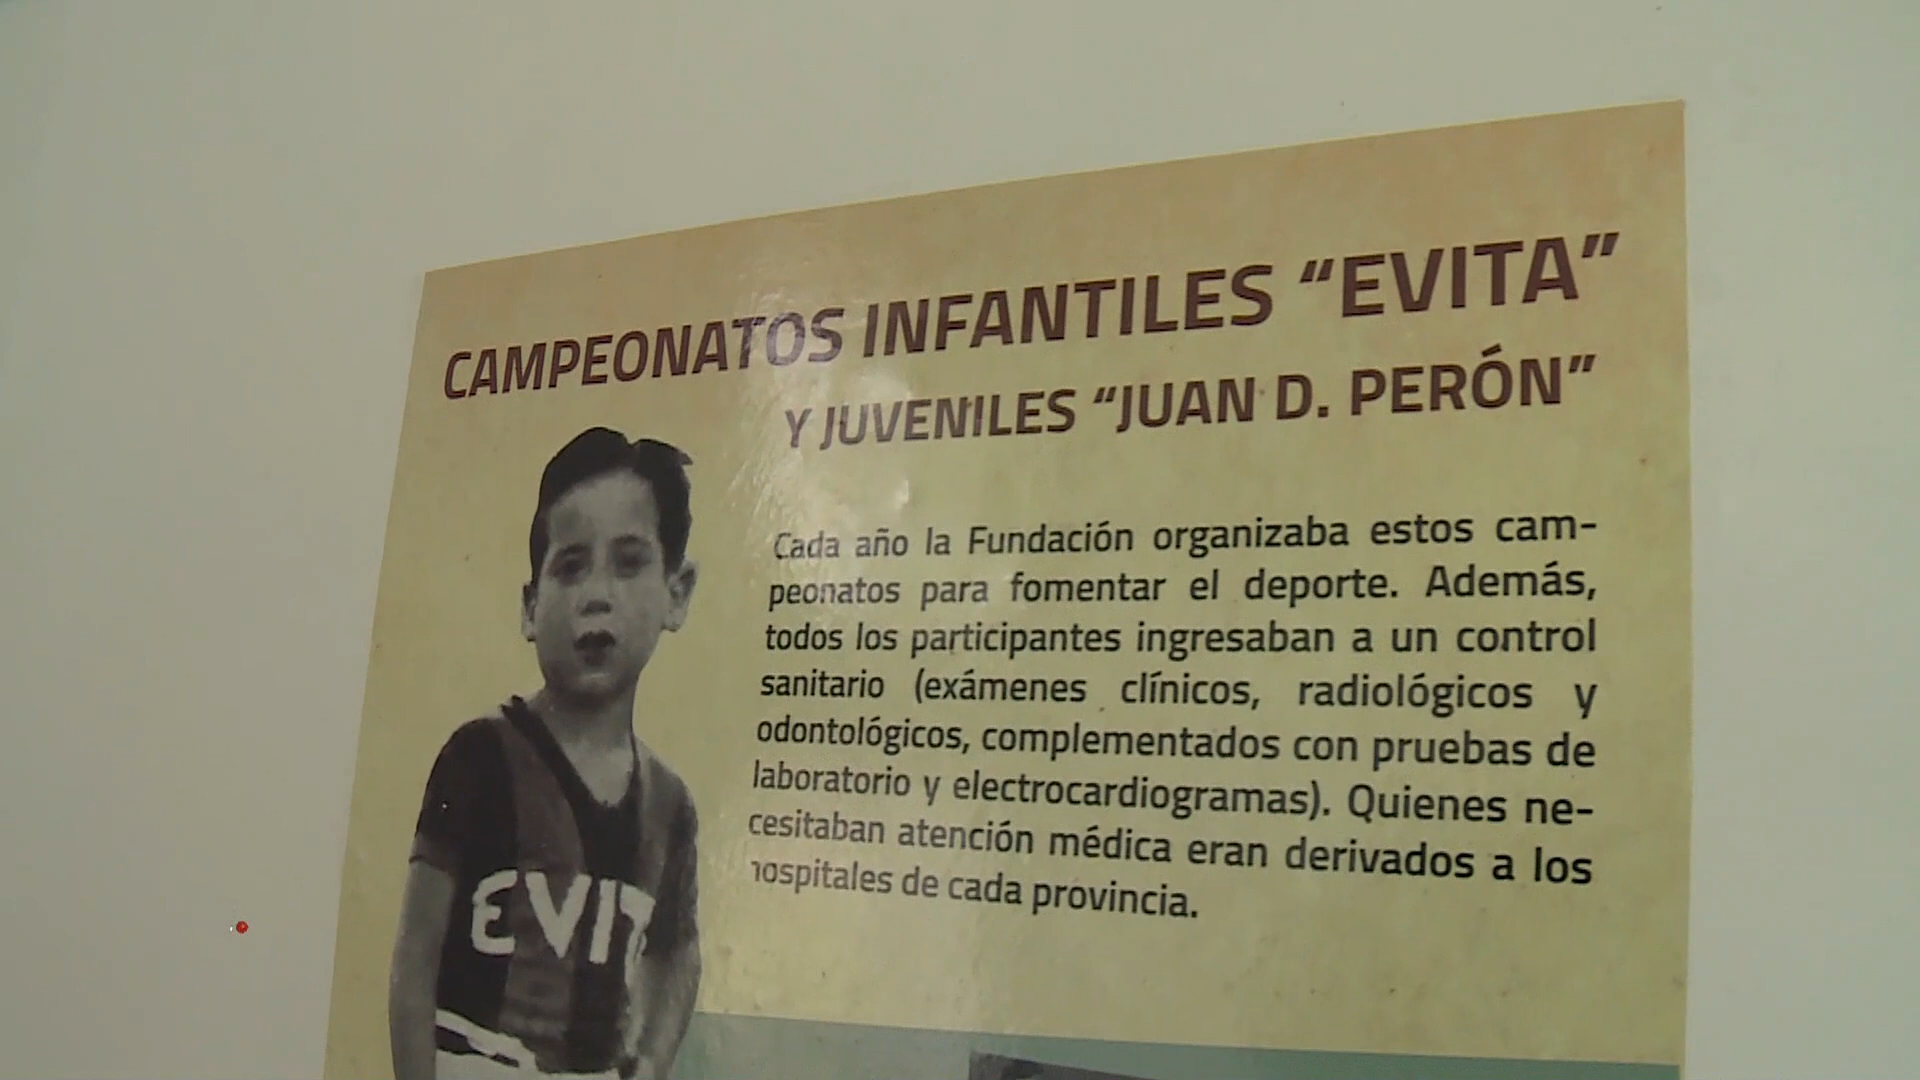 CAMPEONATOS INFANTILES “EVITA”
Y JUVENILES “JUAN D. PERÓN”
Cada año la Fundación organizaba estos cam-
peonatos para fomentar el deporte. Además,
todos los participantes ingresaban a un control
sanitario (exámenes clínicos, radiológicos y
odontológicos, complementados con pruebas de
laboratorio y electrocardiogramas). Quienes ne-
cesitaban atención médica eran derivados a los
hospitales de cada provincia.
EVIT